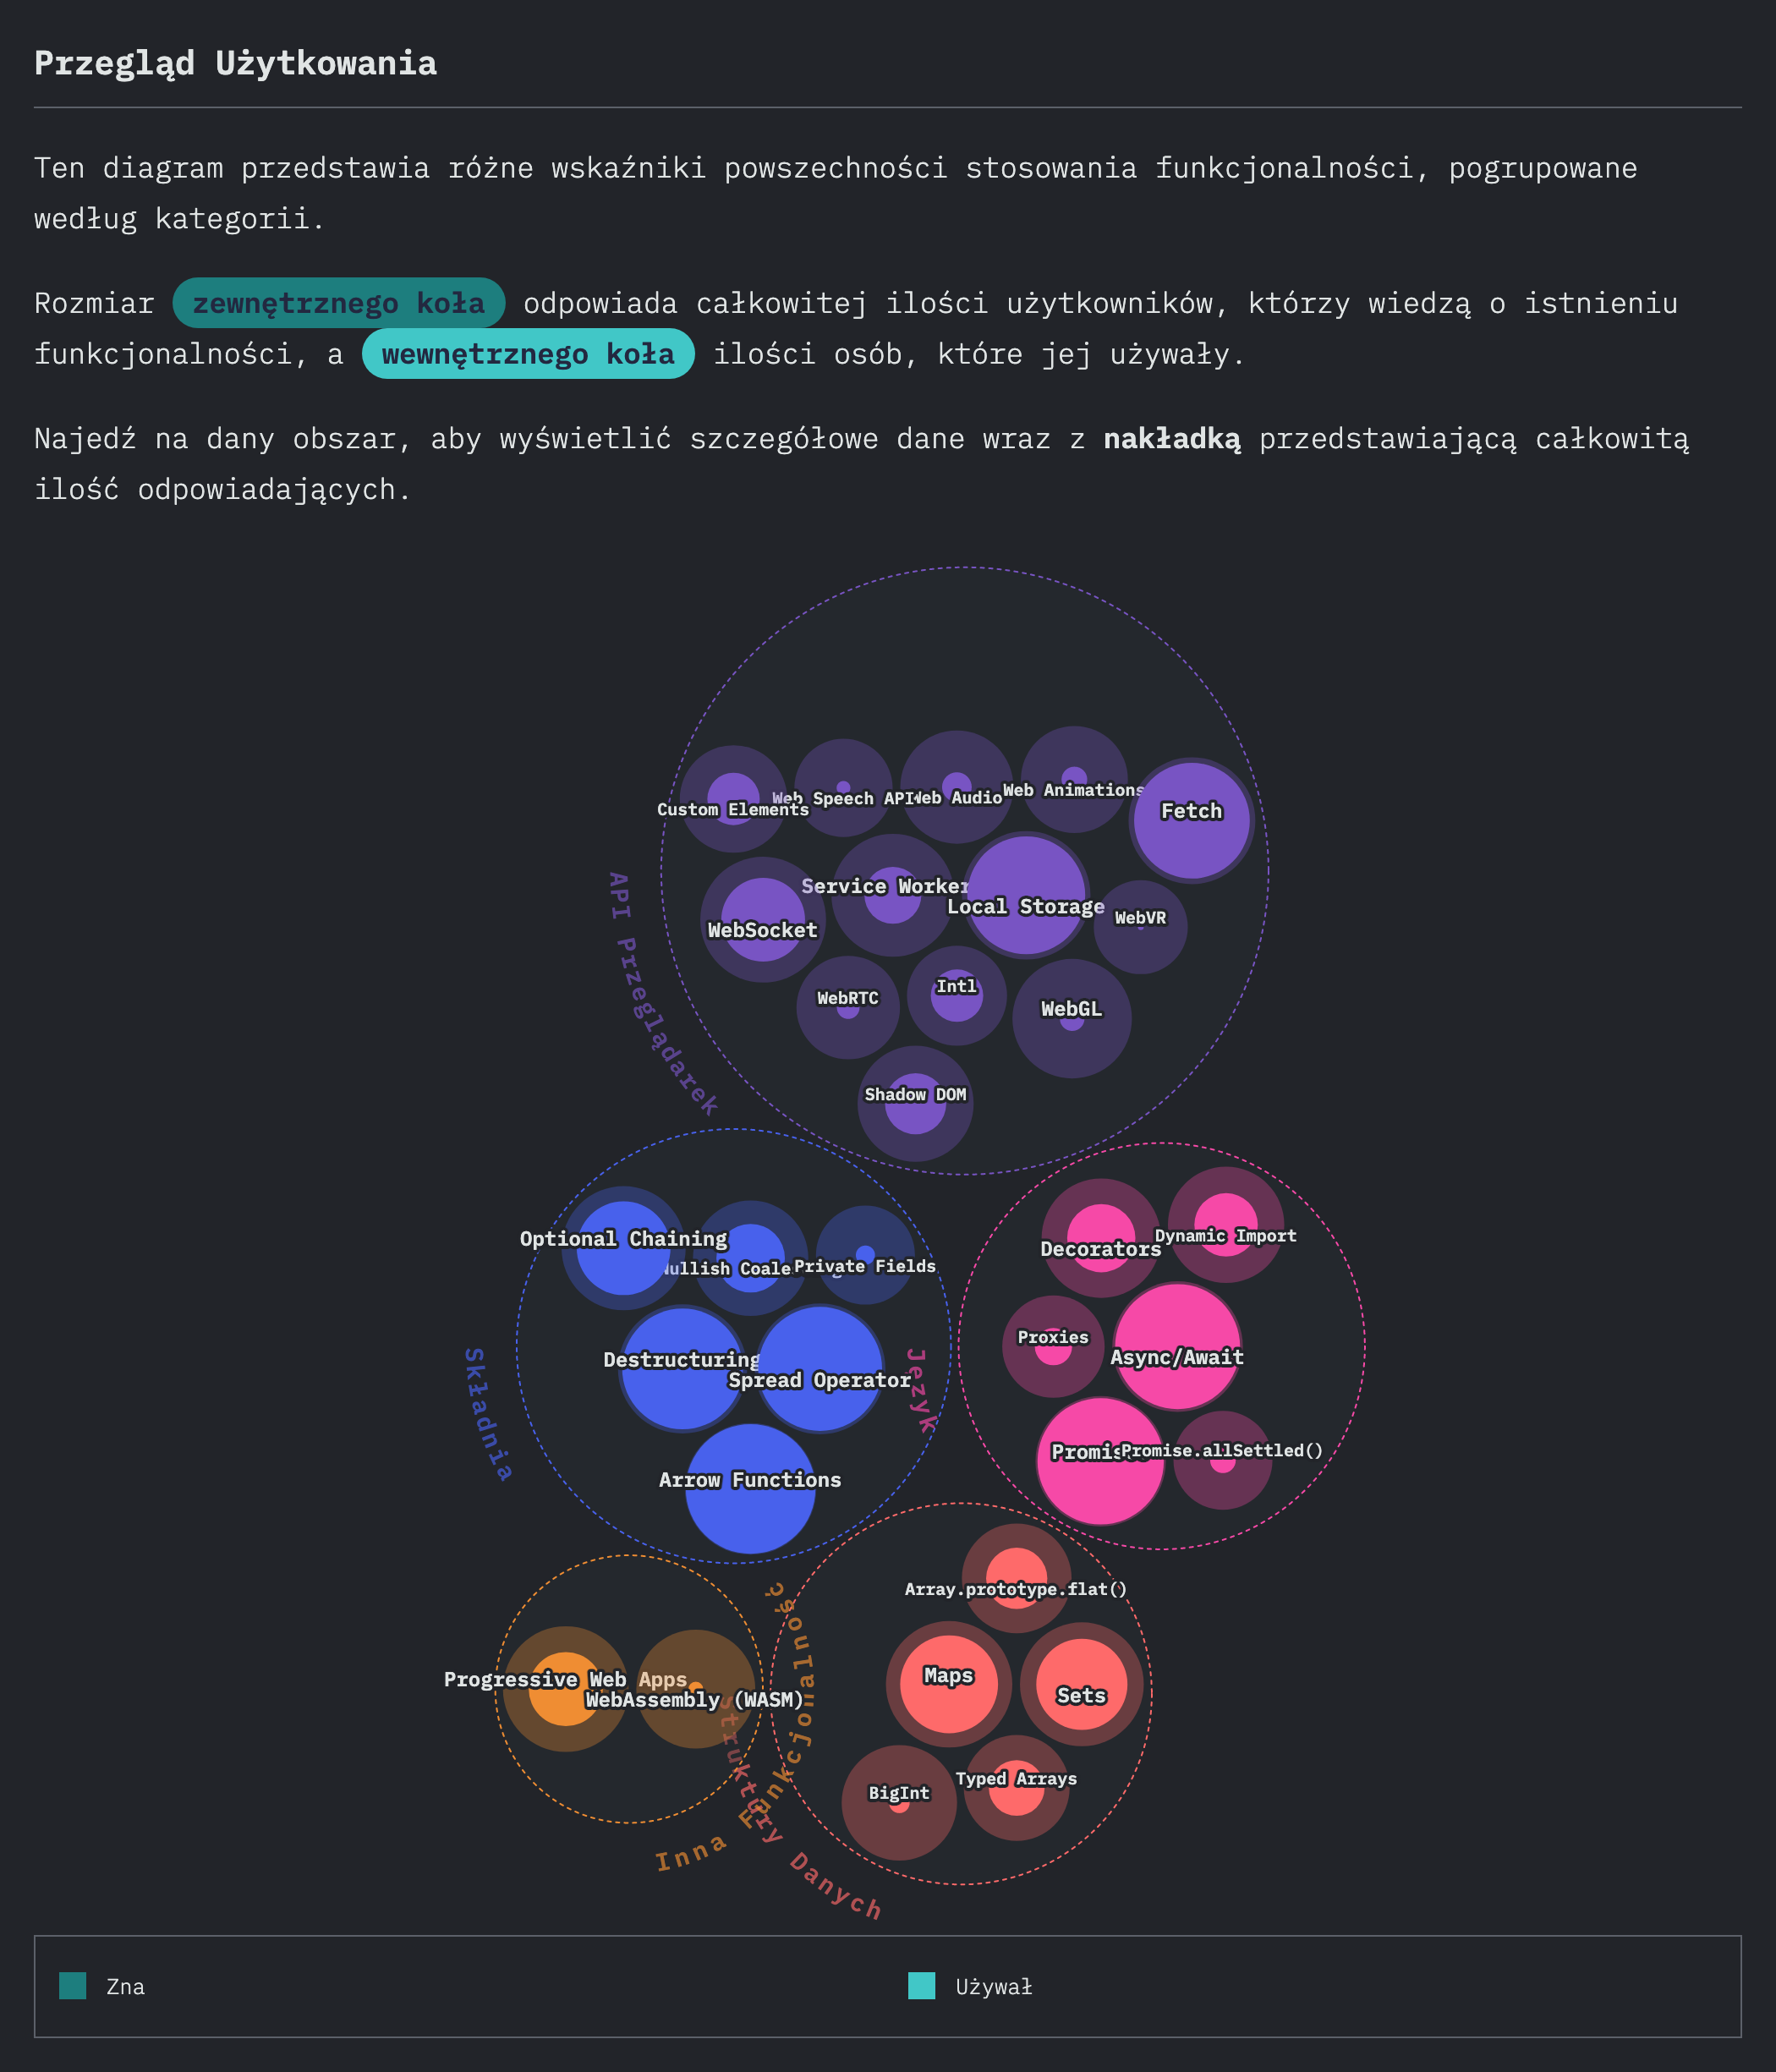 Przegląd Użytkowania
Ten diagram przedstawia różne wskaźniki powszechności stosowania funkcjonalności, pogrupowane
według kategorii.
Rozmiar zewnętrznego koła odpowiada całkowitej ilości użytkowników, którzy wiedzą o istnieniu
funkcjonalności, a wewnętrznego koła ilości osób, które jej używały.
Najedź na dany obszar, aby wyświetlić szczegółowe dane wraz z nakładką przedstawiającą całkowitą
ilość odpowiadających.
API Przeglądarek
Custom Elements
Web Speech API
Web Audio
Web Animations
Fetch
WebSocket
Service Worker
Local Storage
WebVR
WebRTC
Intl
WebGL
Shadow DOM
Składnia
Optional Chaining
Private Fields
Destructuring
Spread Operator
Arrow Functions
Język
Decorators
Dynamic Import
Proxies
Async/Await
Promise.allSettled()
Inna Funkcjonalność
Progressive Web Apps
WebAssembly (WASM)
Struktury Danych
Array.prototype.flat()
Maps
Sets
BigInt
Typed Arrays
Zna
Używał